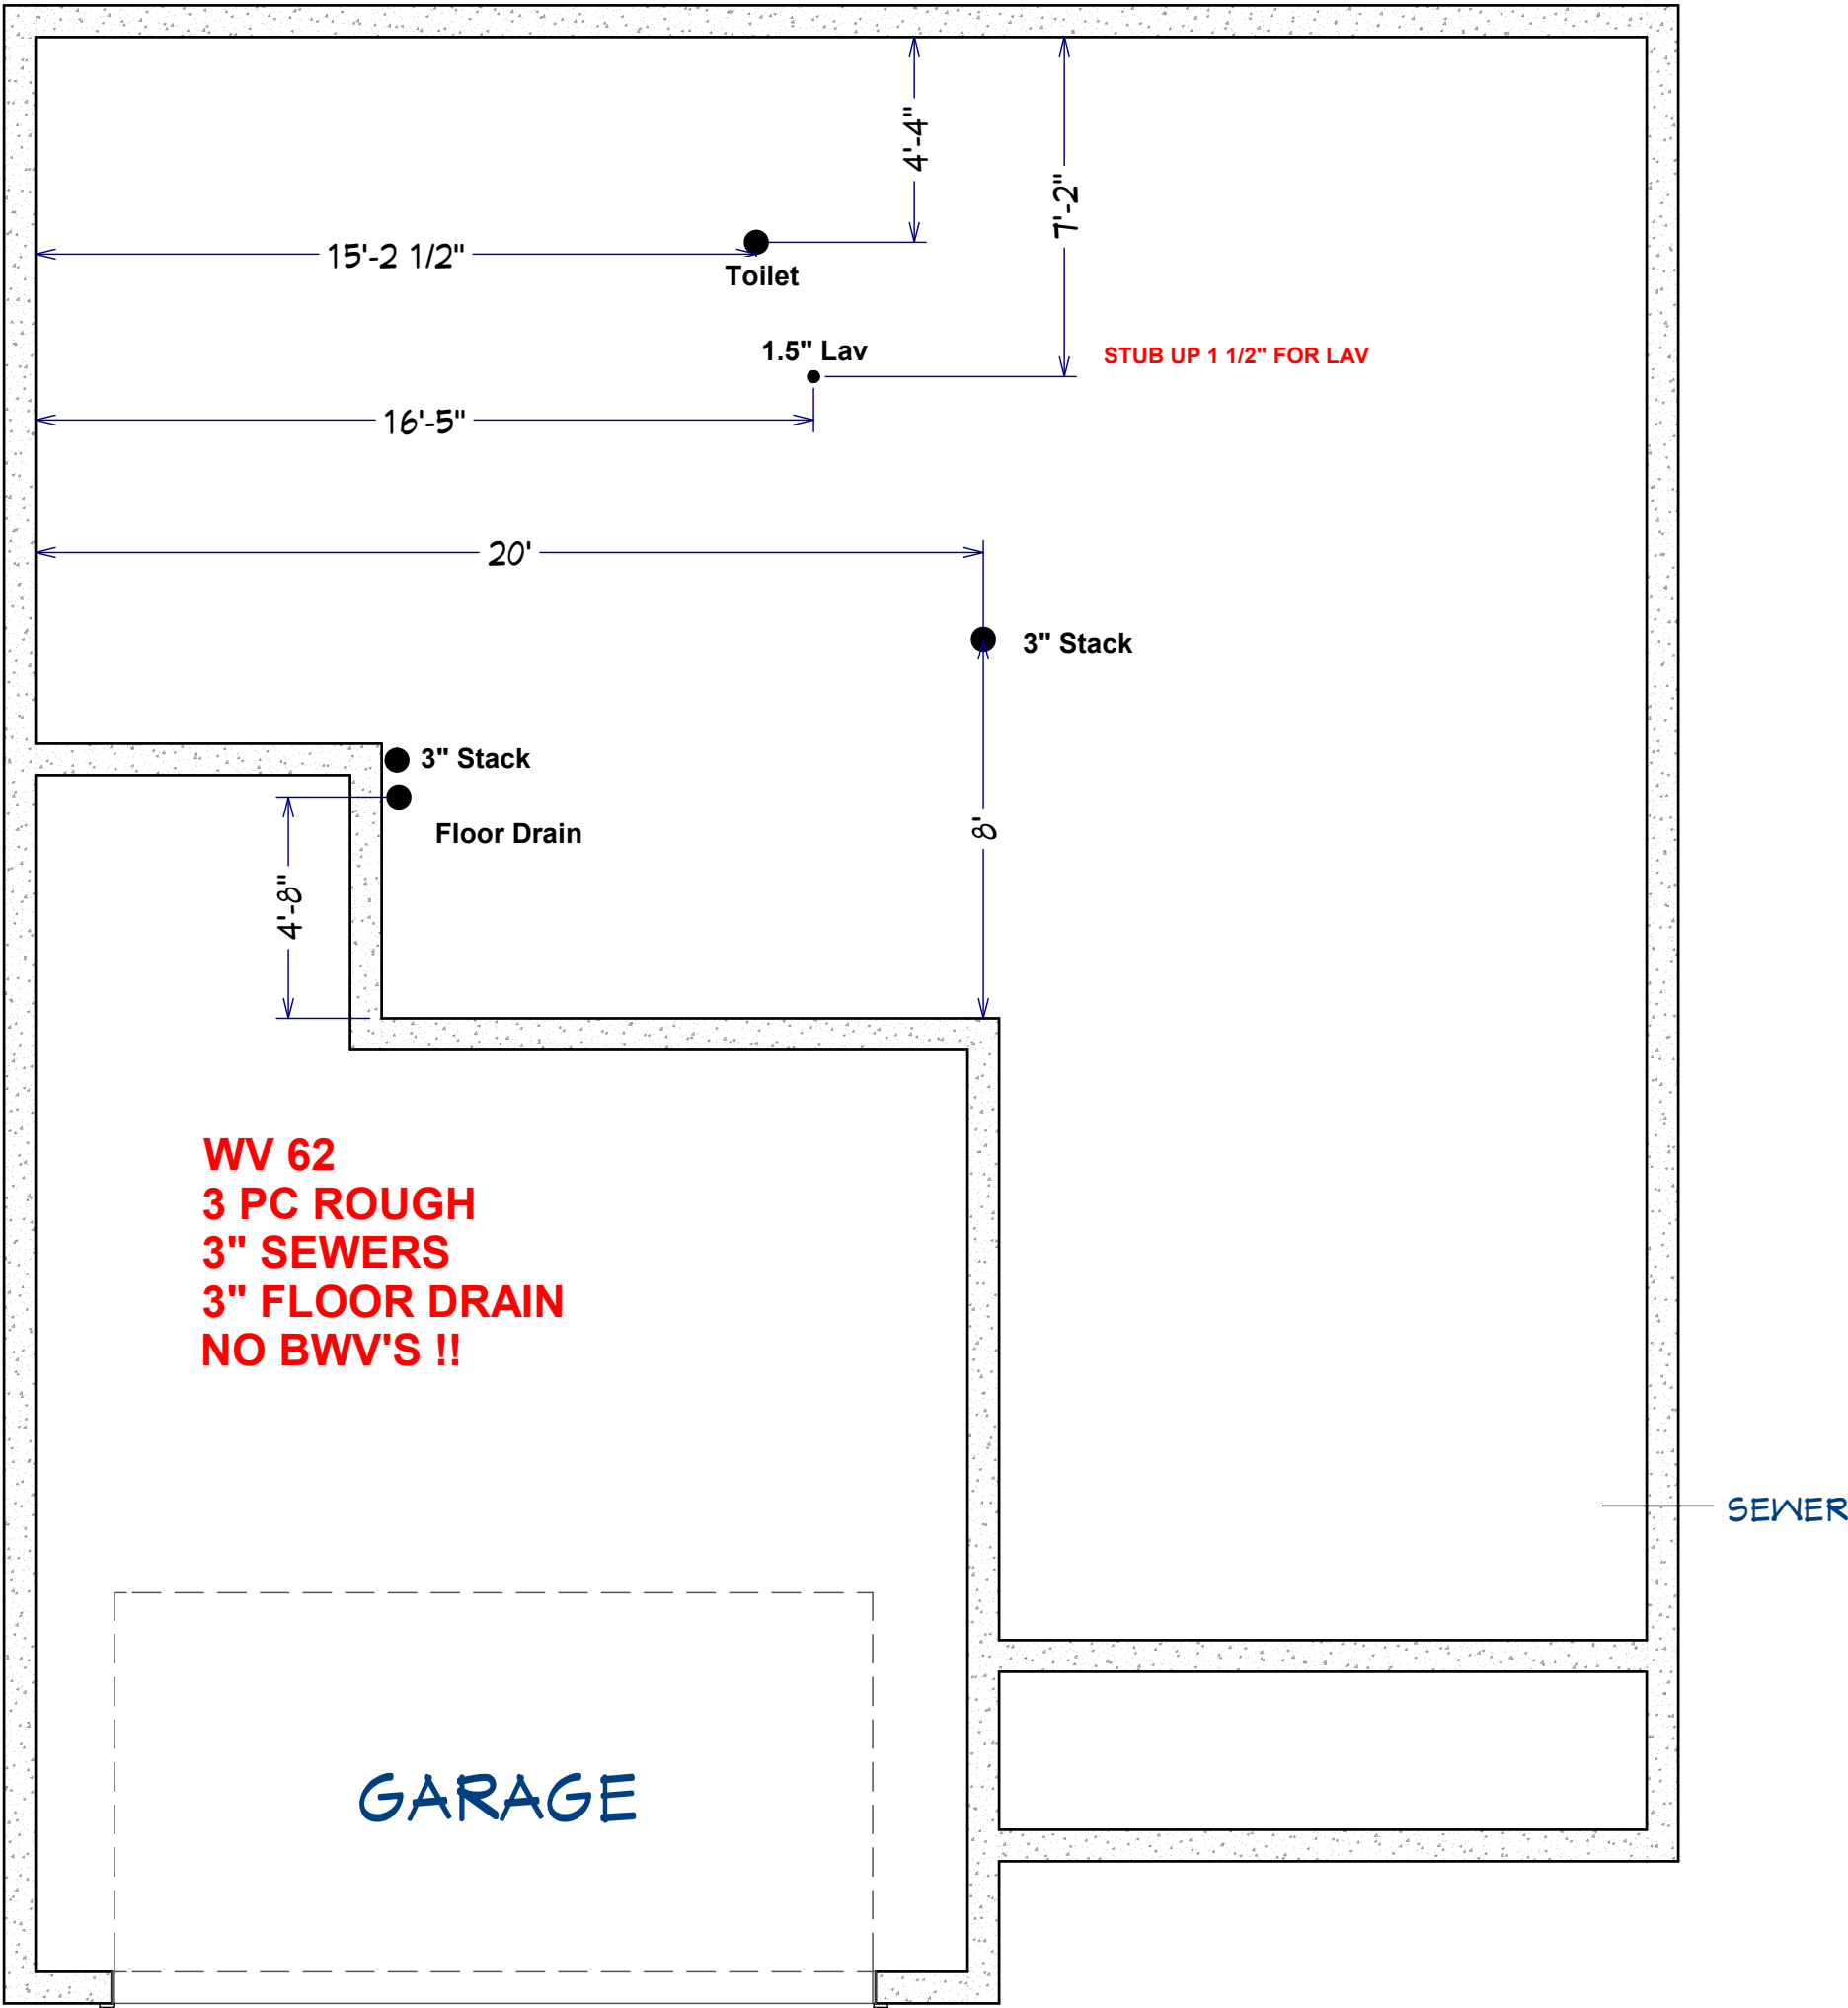 4'-4"
7'-2"
15'-2 1/2"
Toilet
1.5" Lav
STUB UP 1 1/2" FOR LAV
16'-5"
20'
3" Stack
3" Stack
Floor Drain
8'
4'-8"
WV 62
3 PC ROUGH
3" SEWERS
3" FLOOR DRAIN
NO BWV'S !!
SEWER
GARAGE